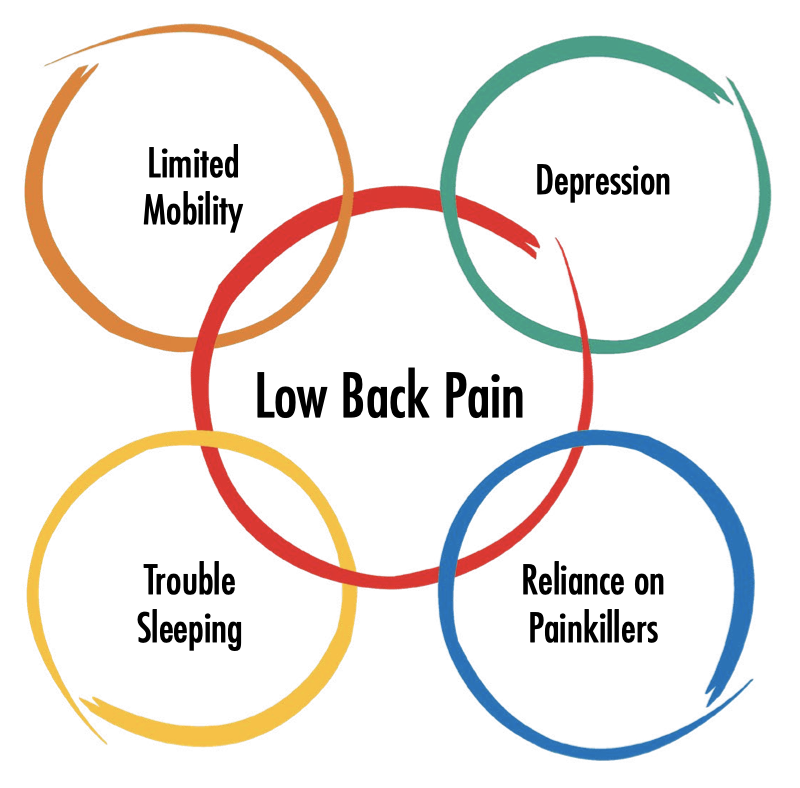 Limited
Mobility
Depression
Low Back Pain
Trouble
Sleeping
Reliance on
Painkillers